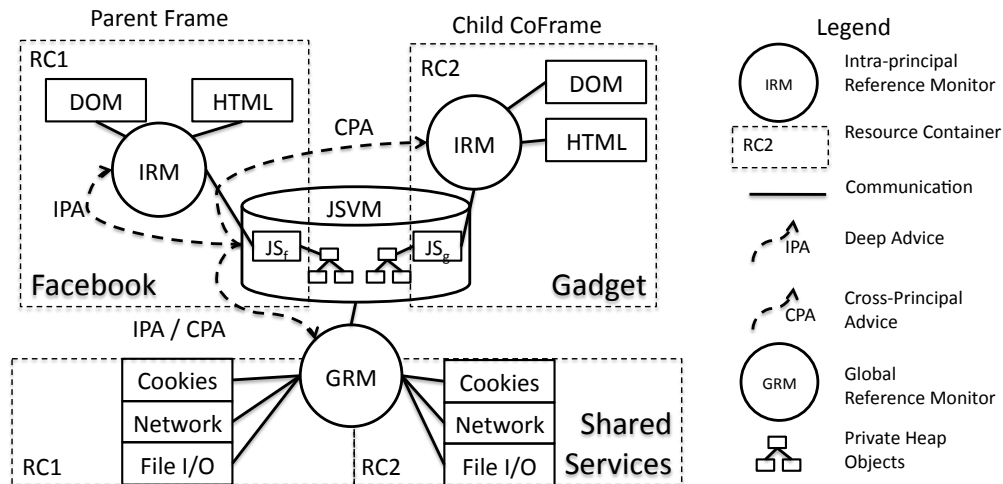 Parent Frame
Child CoFrame
Legend
RC1
DOM
HTML
IRM
IPA
CPA
RC2
DOM
HTML
IRM
JSVM
JSf
JSg
Facebook
Gadget
IPA / CPA
GRM
Cookies
Network
File I/O
RC1
Cookies
Network
File I/O
RC2
Shared
Services
IRM
Intra-principal
Reference Monitor
RC2
Resource Container
Communication
IPA
Deep Advice
CPA
Cross-Principal
Advice
GRM
Global
Reference Monitor
Private Heap
Objects